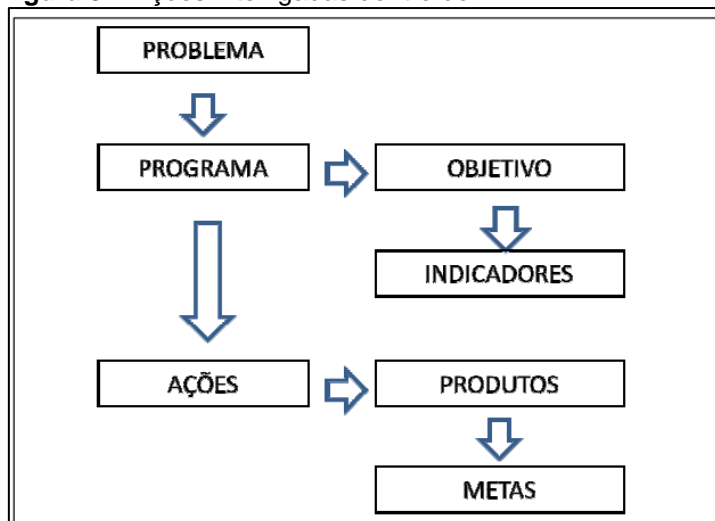 PROBLEMA
PROGRAMA
OBJETIVO
INDICADORES
AÇÕES
PRODUTOS
METAS